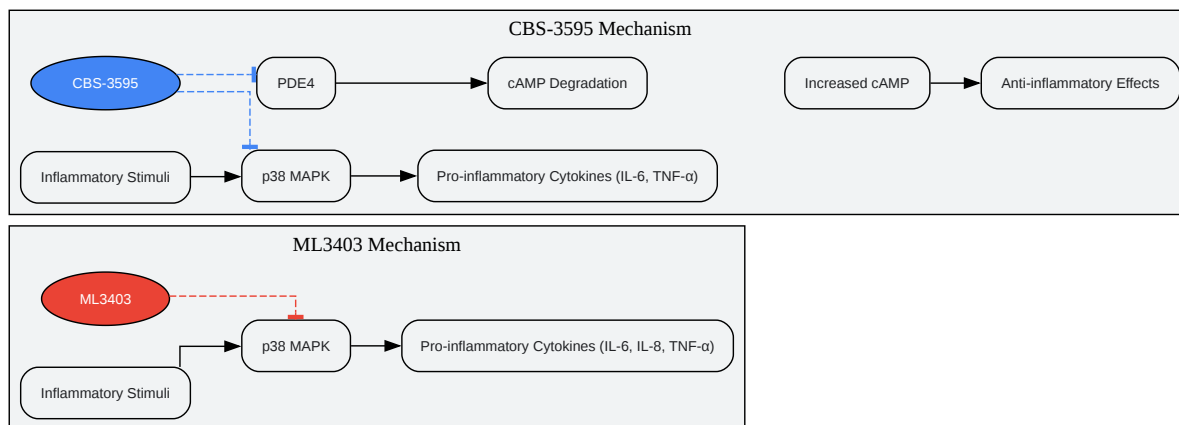 CBS-3595 Mechanism
CBS-3595
PDE4
cAMP Degradation
Increased cAMP
Anti-inflammatory Effects
Inflammatory Stimuli
p38 MAPK
Pro-inflammatory Cytokines (IL-6, TNF-α)
ML3403 Mechanism
ML3403
p38 MAPK
Pro-inflammatory Cytokines (IL-6, IL-8, TNF-α)
Inflammatory Stimuli